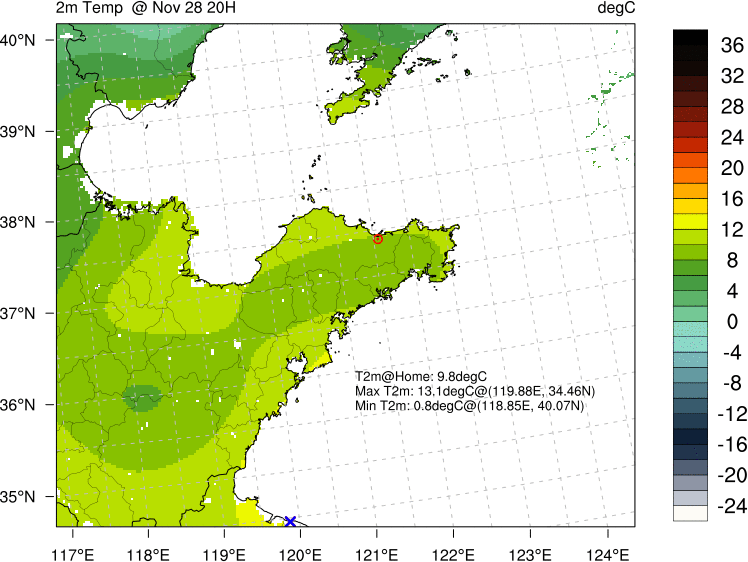 2m Temp @ Nov 28 20H
degC
40°N
39°N
38°N
37°N
36°N
35°N
T2m@Home: 9.8degC
Max T2m: 13.1degC@(119.88E, 34.46N)
Min T2m: 0.8degC@(118.85E, 40.07N)
117°E 118°E 119°E 120°E 121°E 122°E 123°E 124°E
36
32
28
24
20
16
12
8
4
0
-4
-8
-12
-16
-20
-24